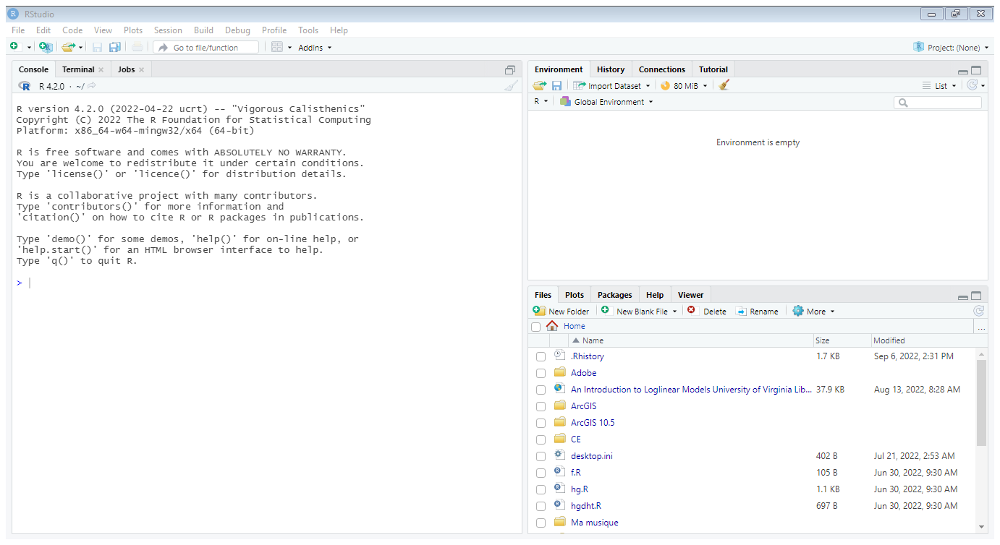 RStudio
File Edit Code View Plots Session Build Debug Profile Tools Help
Go to file/function Addins Project: (None)
Console Terminal Jobs
R 4.2.0 · ~/
R version 4.2.0 (2022-04-22 ucrt) -- "Vigorous Calisthenics"
Copyright (C) 2022 The R Foundation for Statistical Computing
Platform: x86_64-w64-mingw32/x64 (64-bit)
R is free software and comes with ABSOLUTELY NO WARRANTY.
You are welcome to redistribute it under certain conditions.
Type 'license()' or 'licence()' for distribution details.
R is a collaborative project with many contributors.
Type 'contributors()' for more information and
'citation()' on how to cite R or R packages in publications.
Type 'demo()' for some demos, 'help()' for on-line help, or
'help.start()' for an HTML browser interface to help.
Type 'q()' to quit R.
>
Environment History Connections Tutorial
Import Dataset 80 MiB List
R Global Environment
Environment is empty
Files Plots Packages Help Viewer
New Folder New Blank File Delete Rename More
Home ...
Name Size Modified
.Rhistory 1.7 KB Sep 6, 2022, 2:31 PM
Adobe
An Introduction to Loglinear Models University of Virginia Lib... 37.9 KB Aug 13, 2022, 8:28 AM
ArcGIS
ArcGIS 10.5
CE
desktop.ini 402 B Jul 21, 2022, 2:53 AM
f.R 105 B Jun 30, 2022, 9:30 AM
hg.R 1.1 KB Jun 30, 2022, 9:30 AM
hgdht.R 697 B Jun 30, 2022, 9:30 AM
Ma musique